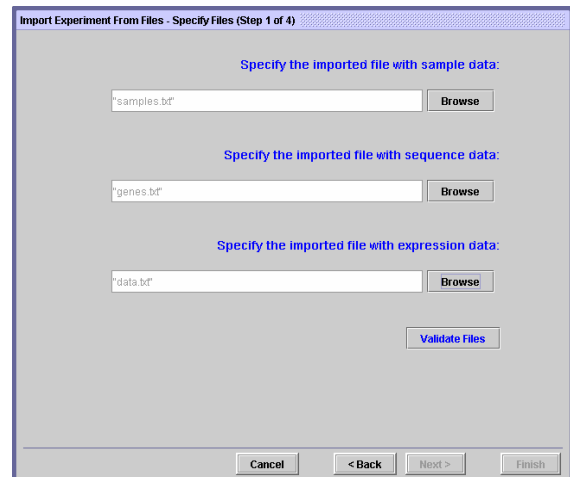 Import Experiment From Files - Specify Files (Step 1 of 4)
Specify the imported file with sample data:
"samples.txt"
Browse
Specify the imported file with sequence data:
"genes.txt"
Browse
Specify the imported file with expression data:
"data.txt"
Browse
Validate Files
Cancel
< Back
Next >
Finish